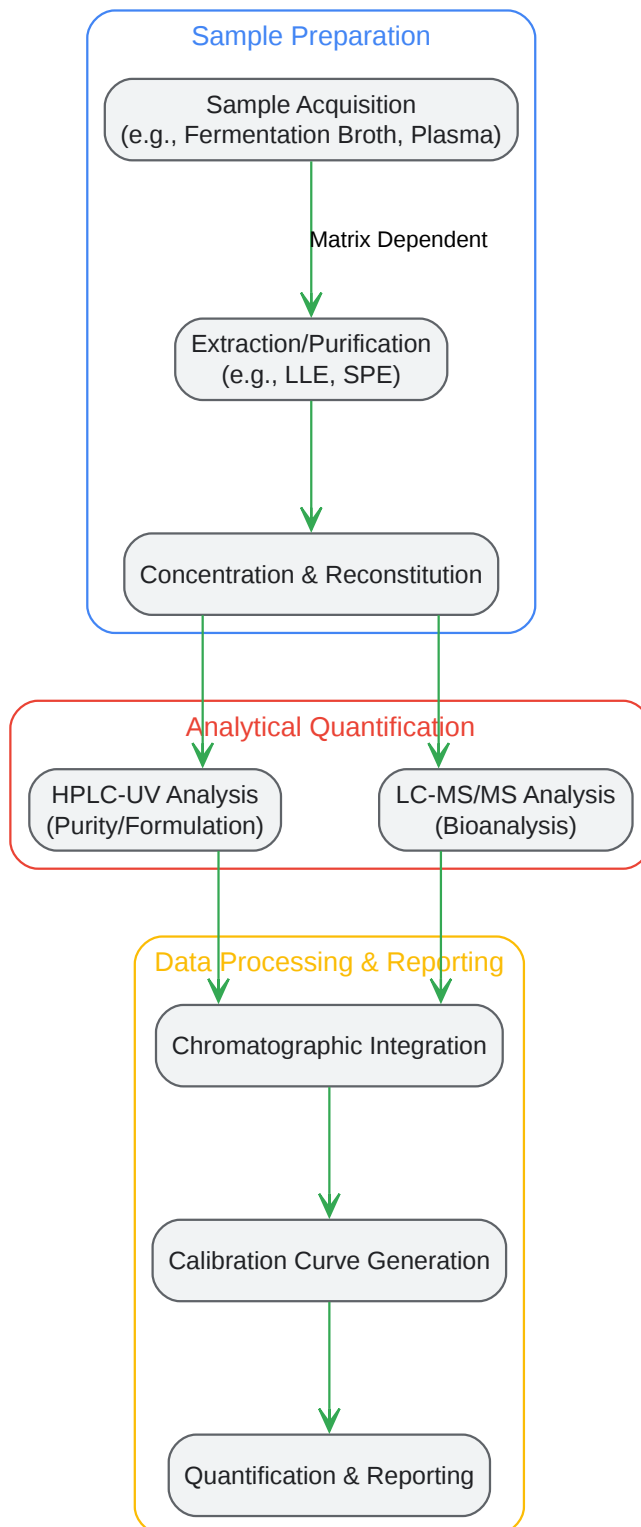 Sample Preparation
Sample Acquisition
(e.g., Fermentation Broth, Plasma)
Matrix Dependent
Extraction/Purification
(e.g., LLE, SPE)
Concentration & Reconstitution
Analytical Quantification
HPLC-UV Analysis
(Purity/Formulation)
LC-MS/MS Analysis
(Bioanalysis)
Data Processing & Reporting
Chromatographic Integration
Calibration Curve Generation
Quantification & Reporting